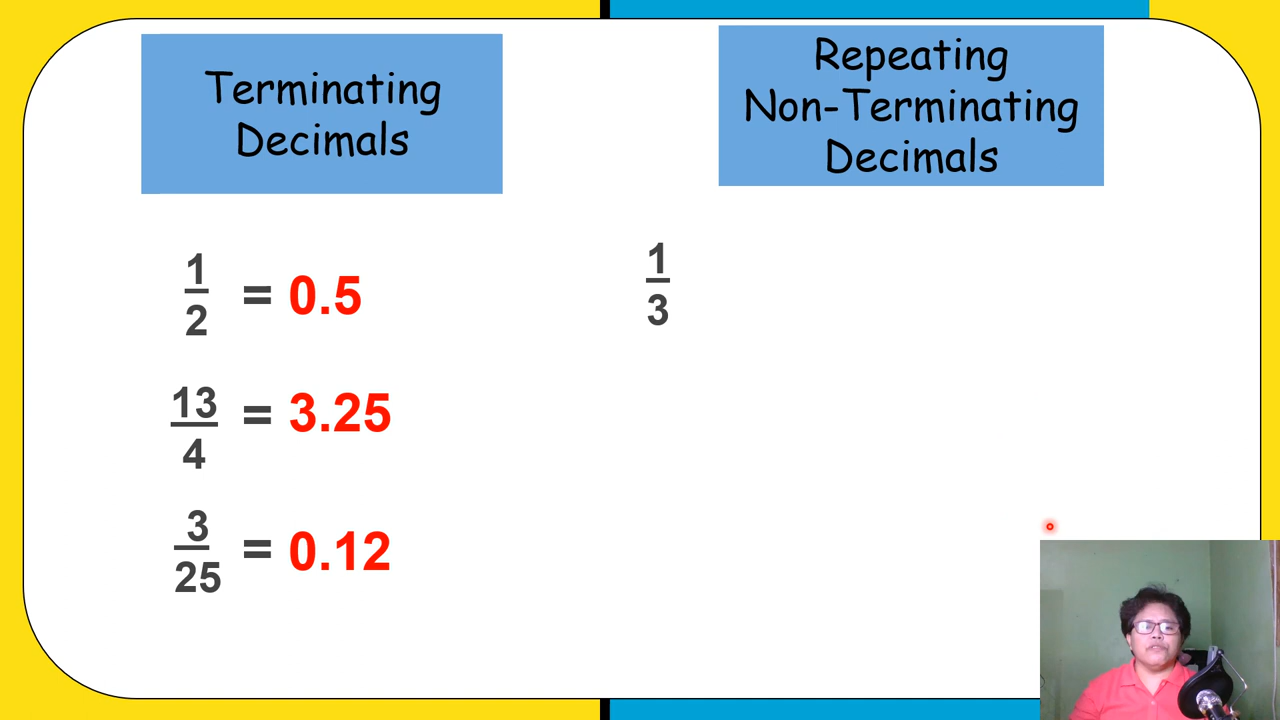 Terminating
Decimals
Repeating
Non-Terminating
Decimals
1
2
= 0.5
13
4
= 3.25
3
25
= 0.12
1
3